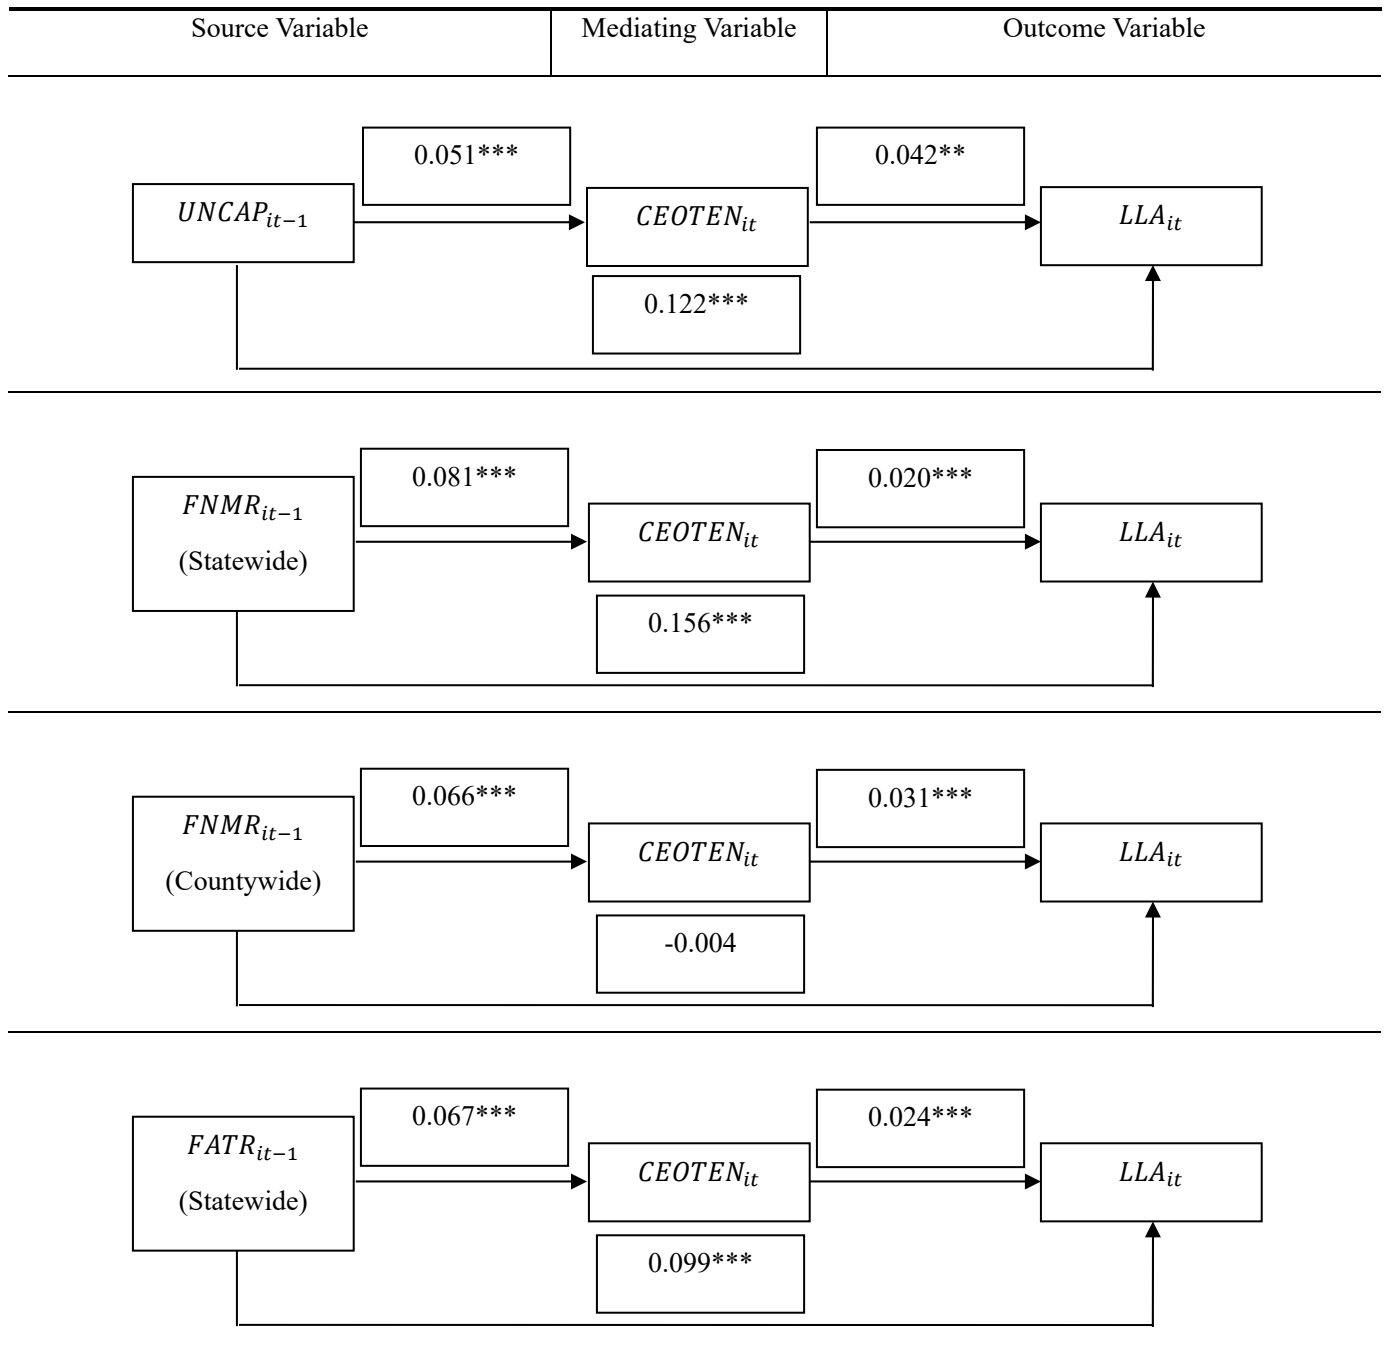 Source Variable Mediating Variable Outcome Variable
0.051*** 0.042**
UNCAP_{it−1} CEOTEN_{it} LLA_{it}
0.122***
0.081*** 0.020***
FNMR_{it−1}
(Statewide)
CEOTEN_{it} LLA_{it}
0.156***
0.066*** 0.031***
FNMR_{it−1}
(Countywide)
CEOTEN_{it} LLA_{it}
-0.004
0.067*** 0.024***
FATR_{it−1}
(Statewide)
CEOTEN_{it} LLA_{it}
0.099***